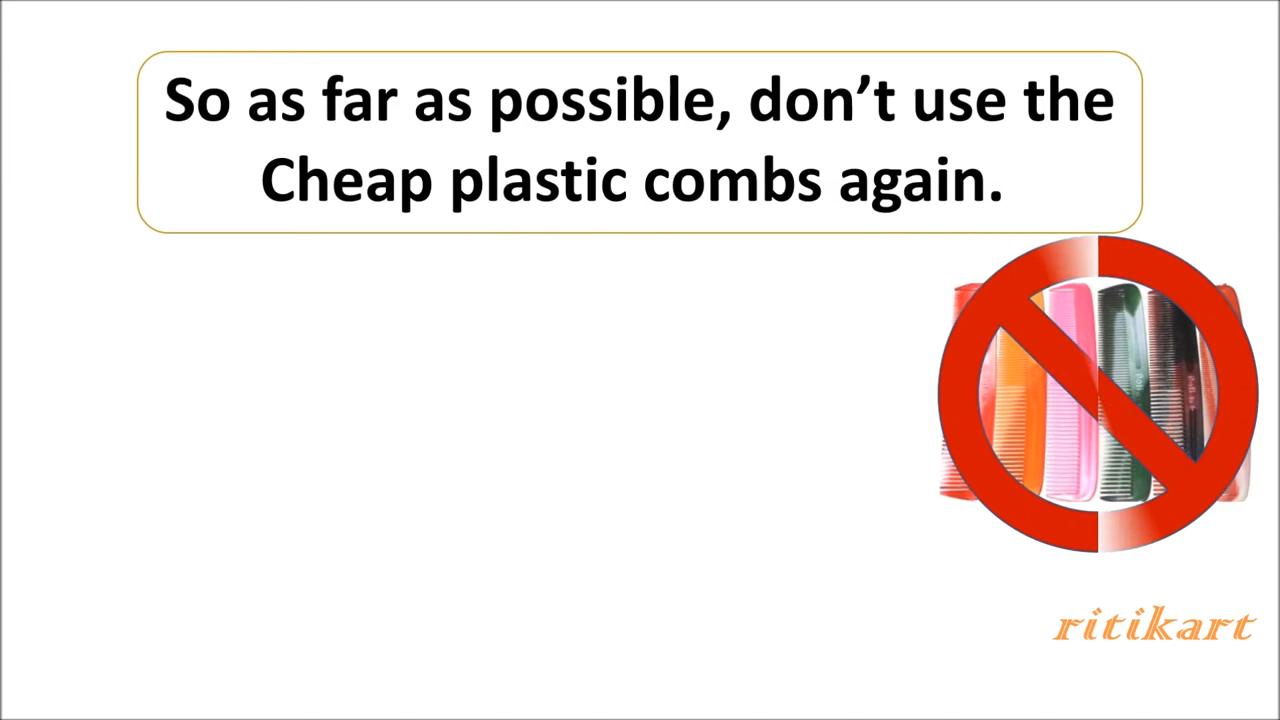 So as far as possible, don’t use the
Cheap plastic combs again.
ritikart